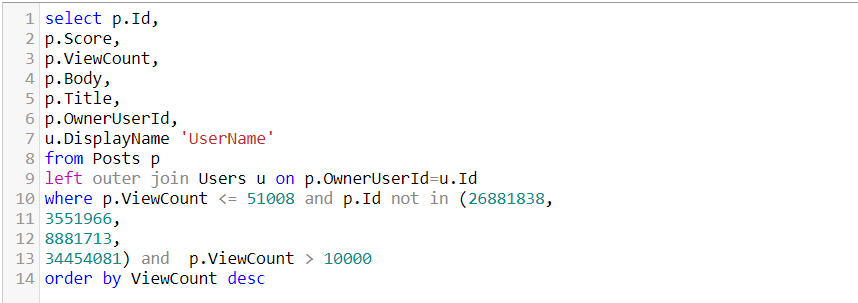 1 select p.Id,
2 p.Score,
3 p.ViewCount,
4 p.Body,
5 p.Title,
6 p.OwnerUserId,
7 u.DisplayName 'UserName'
8 from Posts p
9 left outer join Users u on p.OwnerUserId=u.Id
10 where p.ViewCount <= 51008 and p.Id not in (26881838,
11 3551966,
12 8881713,
13 34454081) and  p.ViewCount > 10000
14 order by ViewCount desc